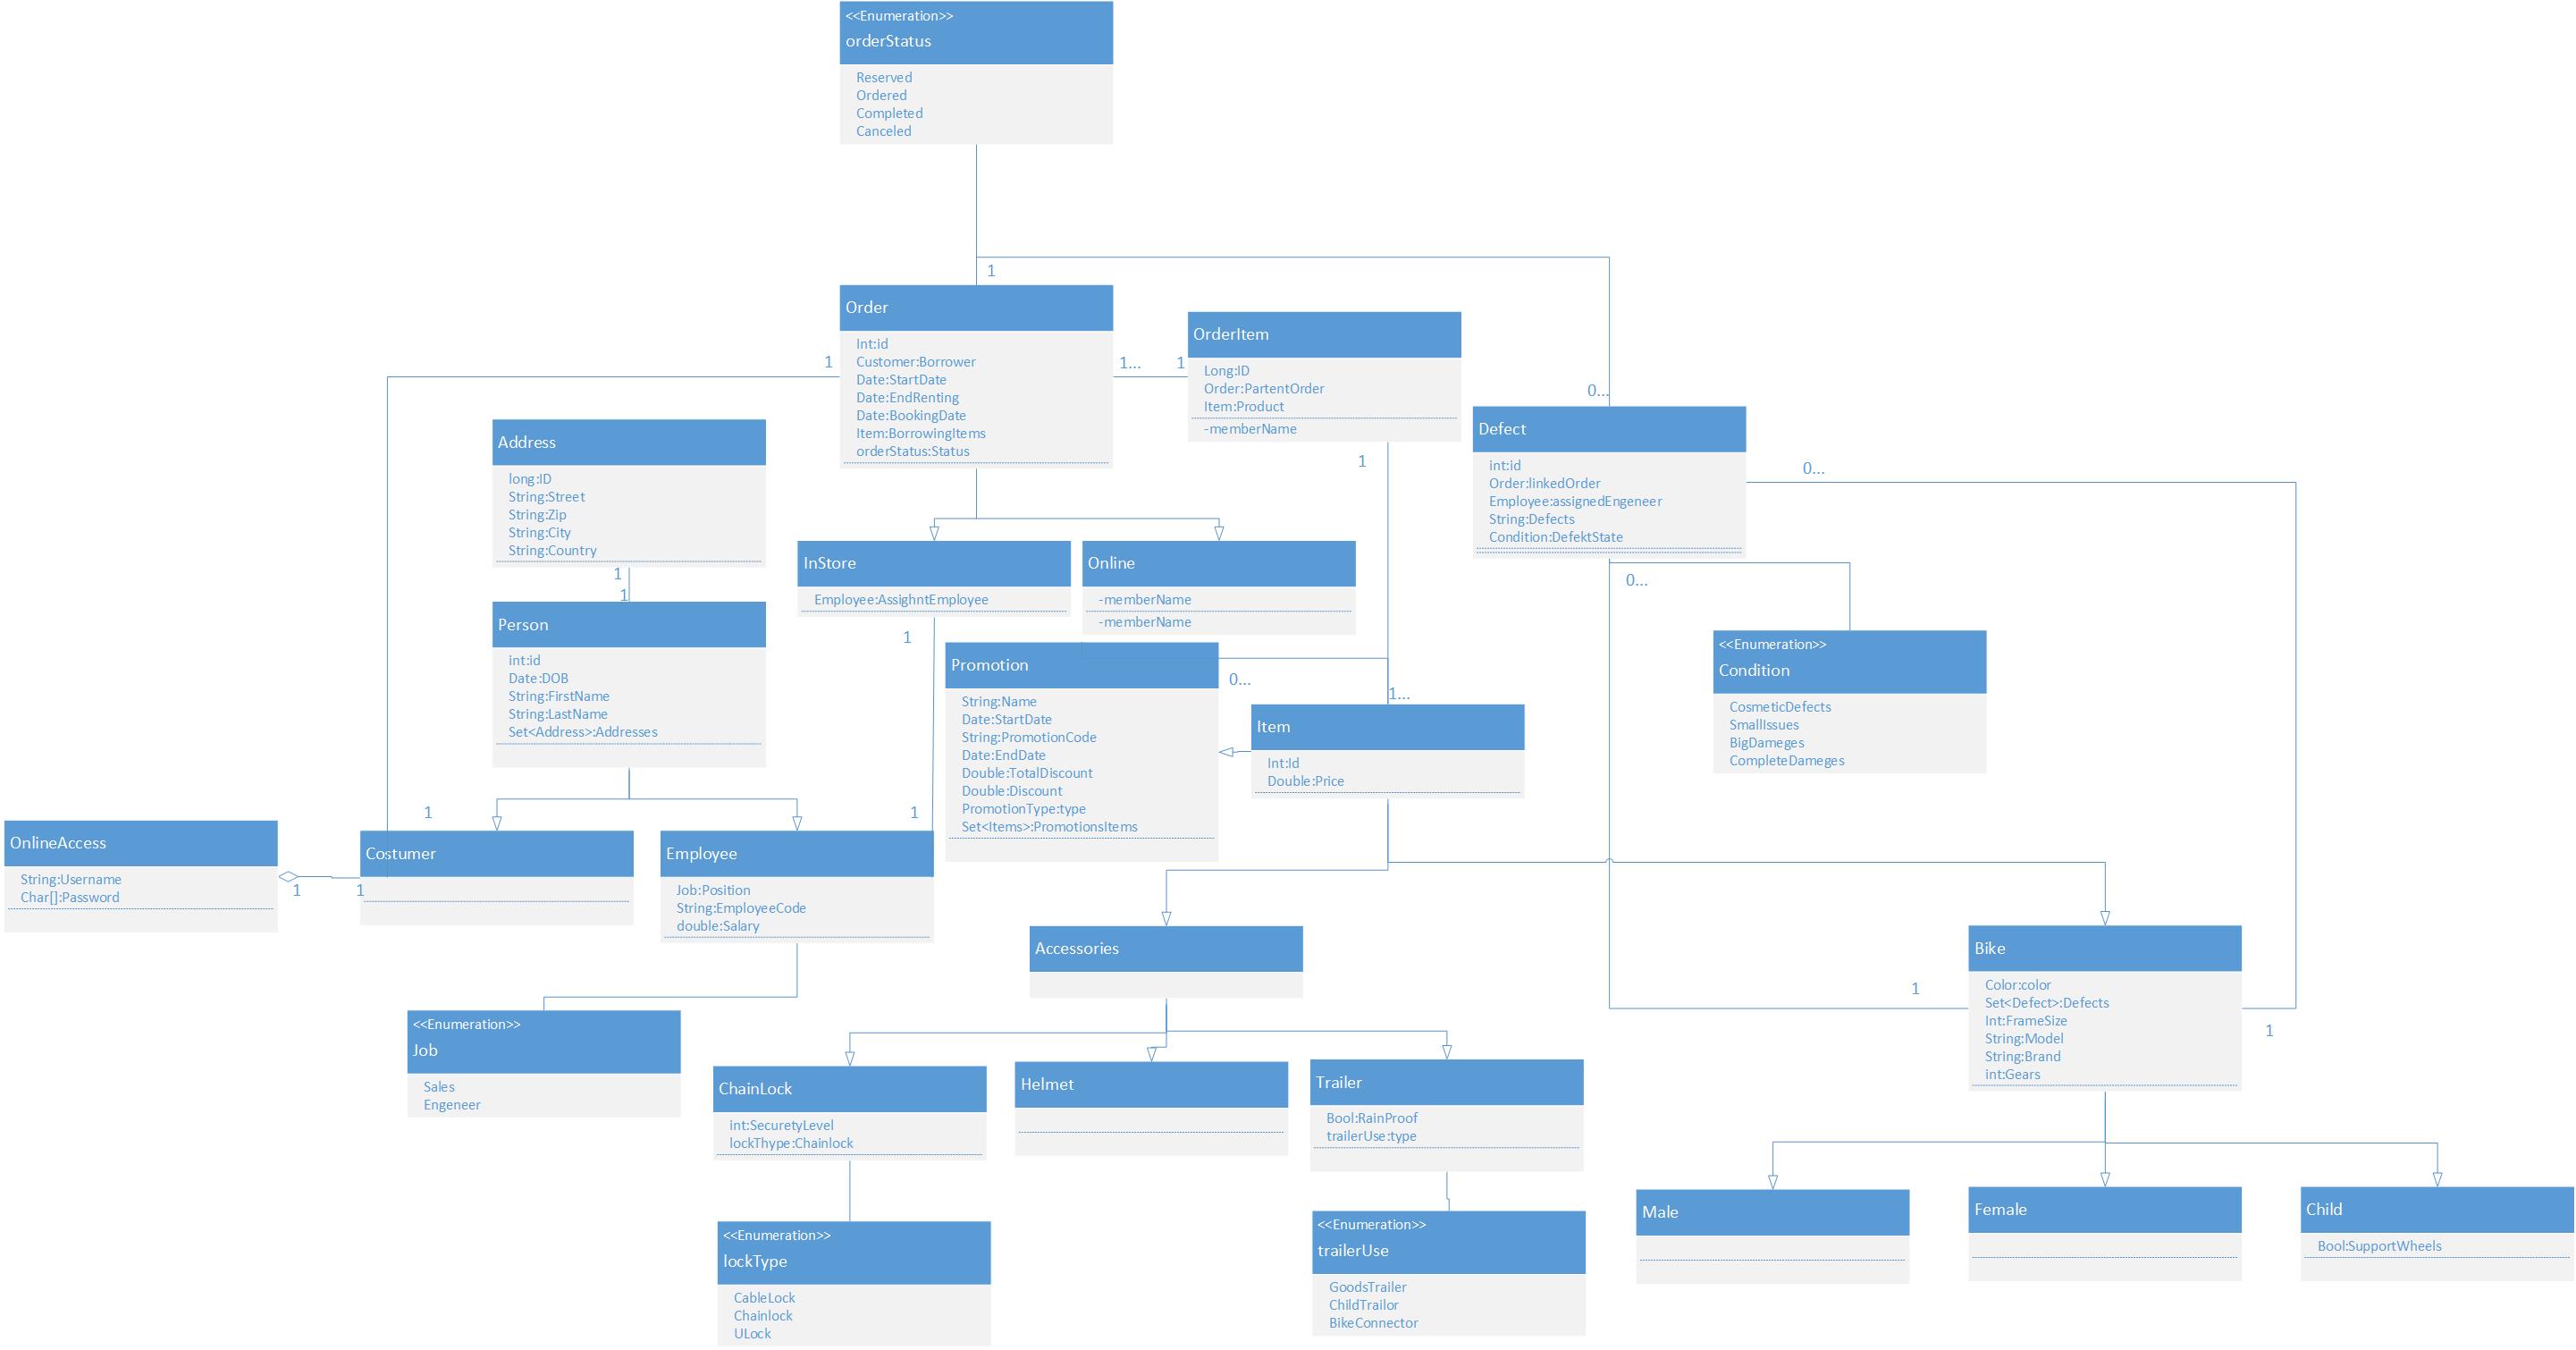 <<Enumeration>>
orderStatus
Reserved
Ordered
Completed
Canceled
1
Order
Int:id
Customer:Borrower
Date:StartDate
Date:EndRenting
Date:BookingDate
Item:BorrowingItems
orderStatus:Status
1
1...
1
OrderItem
Long:ID
Order:PartentOrder
Item:Product
-memberName
1
0...
Defect
int:id
Order:linkedOrder
Employee:assignedEngeneer
String:Defects
Condition:DefektState
0...
0...
Address
long:ID
String:Street
String:Zip
String:City
String:Country
1
1
Person
int:id
Date:DOB
String:FirstName
String:LastName
Set<Address>:Addresses
InStore
Employee:AssighntEmployee
1
Online
-memberName
-memberName
Promotion
String:Name
Date:StartDate
String:PromotionCode
Date:EndDate
Double:TotalDiscount
Double:Discount
PromotionType:type
Set<Items>:PromotionsItems
0...
1...
Item
Int:Id
Double:Price
<<Enumeration>>
Condition
CosmeticDefects
SmallIssues
BigDameges
CompleteDameges
OnlineAccess
String:Username
Char[]:Password
1
1
1
Costumer
1
Employee
Job:Position
String:EmployeeCode
double:Salary
Accessories
Bike
Color:color
Set<Defect>:Defects
Int:FrameSize
String:Model
String:Brand
int:Gears
1
1
<<Enumeration>>
Job
Sales
Engeneer
ChainLock
int:SecuretyLevel
lockThype:Chainlock
Helmet
Trailer
Bool:RainProof
trailerUse:type
<<Enumeration>>
lockType
CableLock
Chainlock
ULock
<<Enumeration>>
trailerUse
GoodsTrailer
ChildTrailor
BikeConnector
Male
Female
Child
Bool:SupportWheels